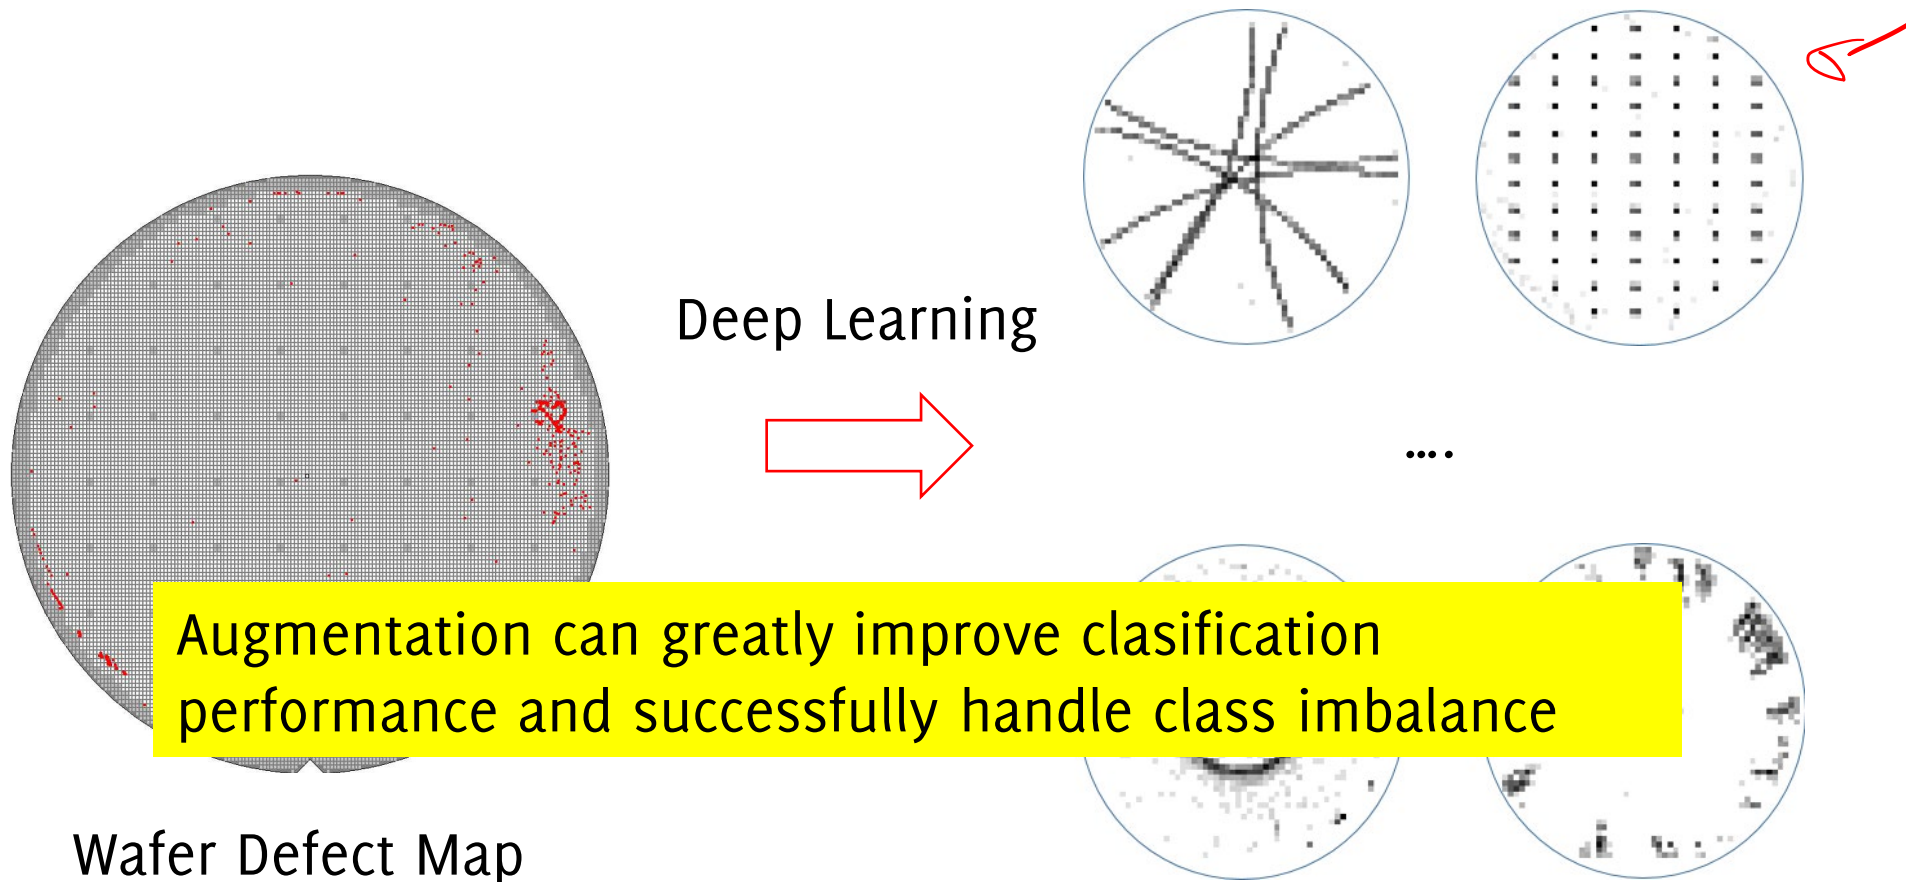 Deep Learning
....
Augmentation can greatly improve clasification
performance and successfully handle class imbalance
Wafer Defect Map